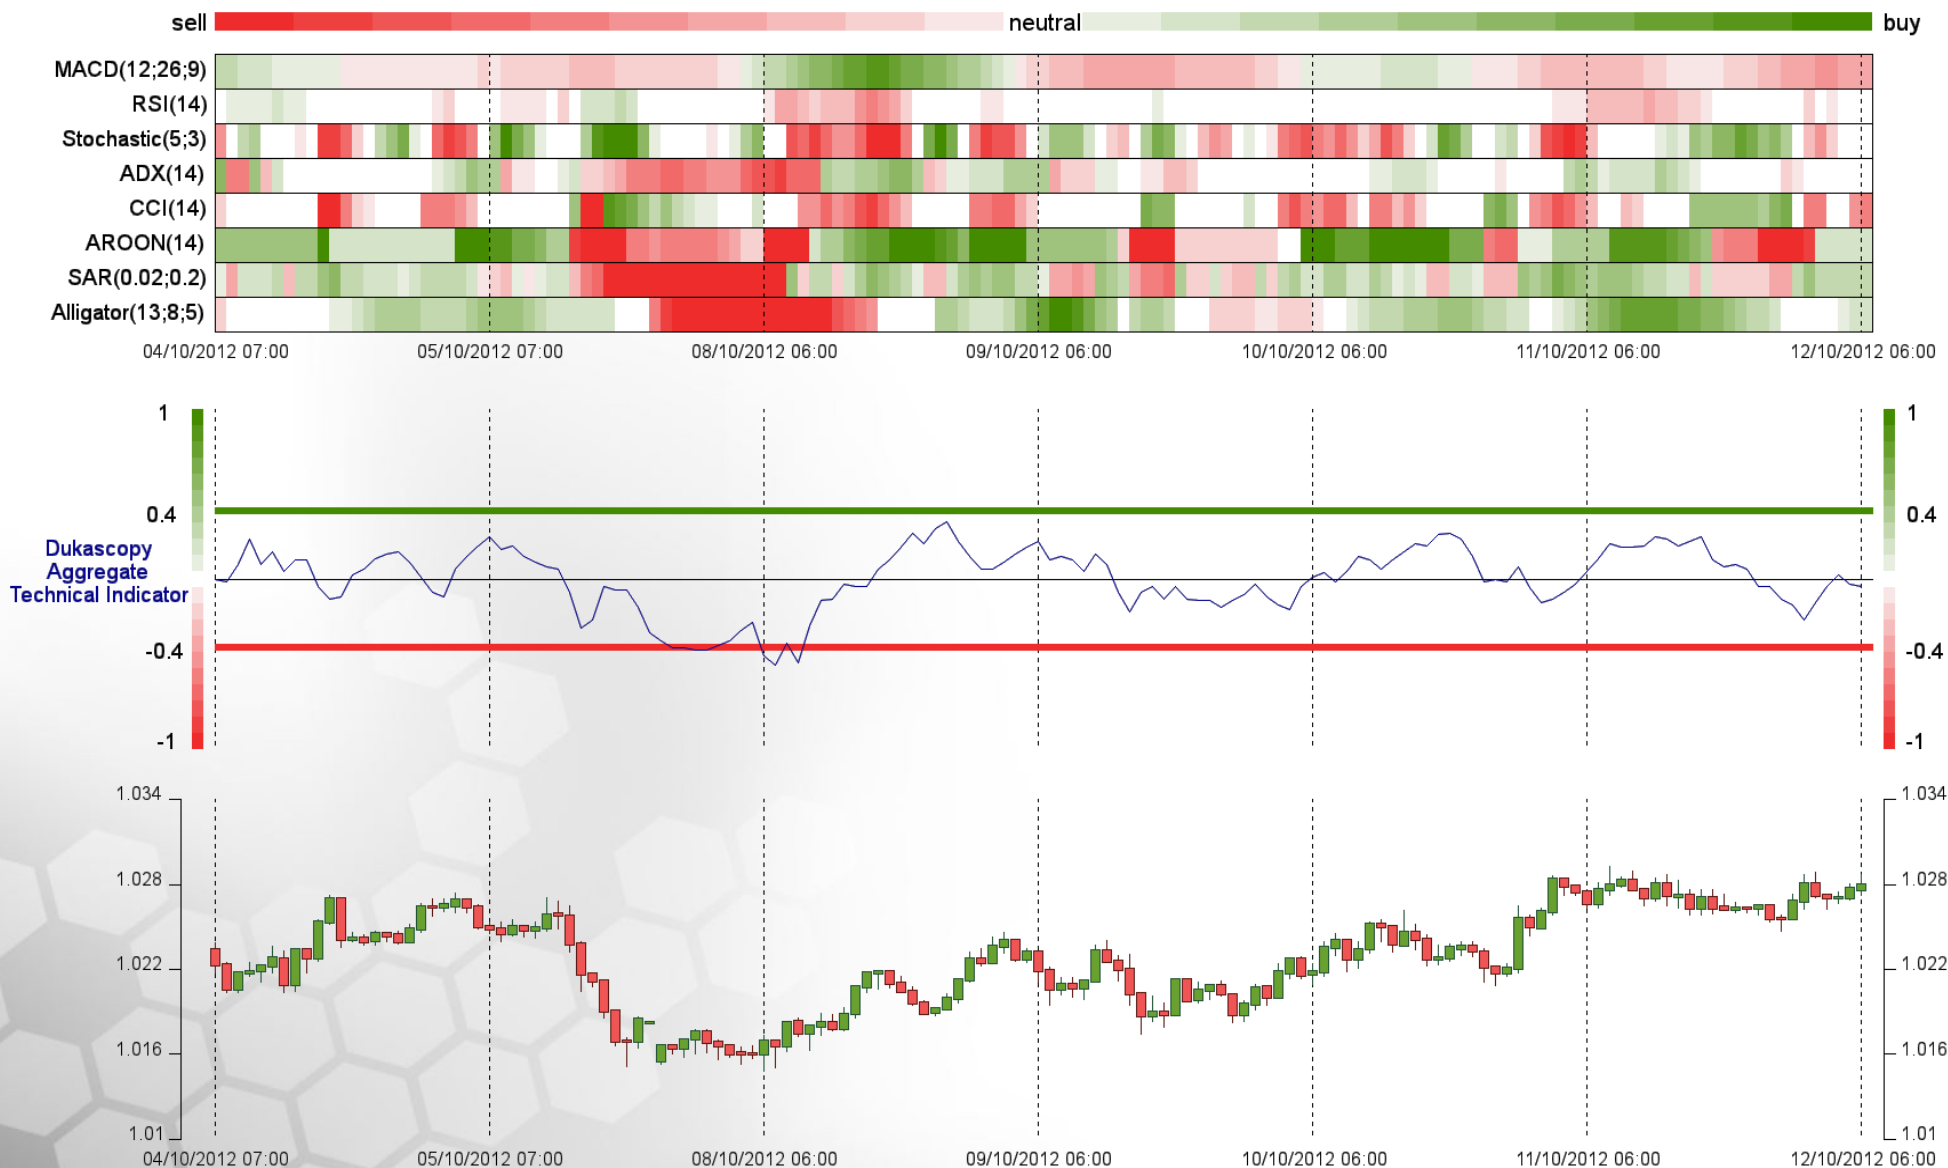 sell neutral buy
MACD(12;26;9)
RSI(14)
Stochastic(5;3)
ADX(14)
CCI(14)
AROON(14)
SAR(0.02;0.2)
Alligator(13;8;5)
04/10/2012 07:00 05/10/2012 07:00 08/10/2012 06:00 09/10/2012 06:00 10/10/2012 06:00 11/10/2012 06:00 12/10/2012 06:00
1 1
0.4 0.4
Dukascopy
Aggregate
Technical Indicator
-0.4 -0.4
-1 -1
1.034 1.034
1.028 1.028
1.022 1.022
1.016 1.016
1.01 1.01
04/10/2012 07:00 05/10/2012 07:00 08/10/2012 06:00 09/10/2012 06:00 10/10/2012 06:00 11/10/2012 06:00 12/10/2012 06:00